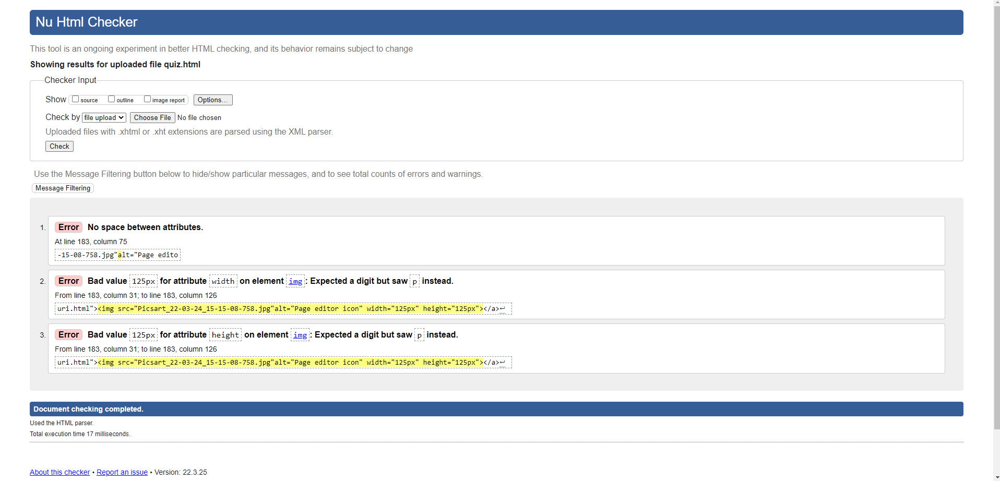 Nu Html Checker
This tool is an ongoing experiment in better HTML checking, and its behavior remains subject to change
Showing results for uploaded file quiz.html
Checker Input
Show source outline image report Options...
Check by file upload Choose File No file chosen
Uploaded files with .xhtml or .xht extensions are parsed using the XML parser.
Check
Use the Message Filtering button below to hide/show particular messages, and to see total counts of errors and warnings.
Message Filtering
1. Error No space between attributes.
At line 183, column 75
-15-08-758.jpg"alt="Page edito
2. Error Bad value 125px for attribute width on element img: Expected a digit but saw p instead.
From line 183, column 31; to line 183, column 126
uri.html"><img src="Picsart_22-03-24_15-15-08-758.jpg"alt="Page editor icon" width="125px" height="125px"></a>↩
3. Error Bad value 125px for attribute height on element img: Expected a digit but saw p instead.
From line 183, column 31; to line 183, column 126
uri.html"><img src="Picsart_22-03-24_15-15-08-758.jpg"alt="Page editor icon" width="125px" height="125px"></a>↩
Document checking completed.
Used the HTML parser.
Total execution time 17 milliseconds.
About this checker • Report an issue • Version: 22.3.25